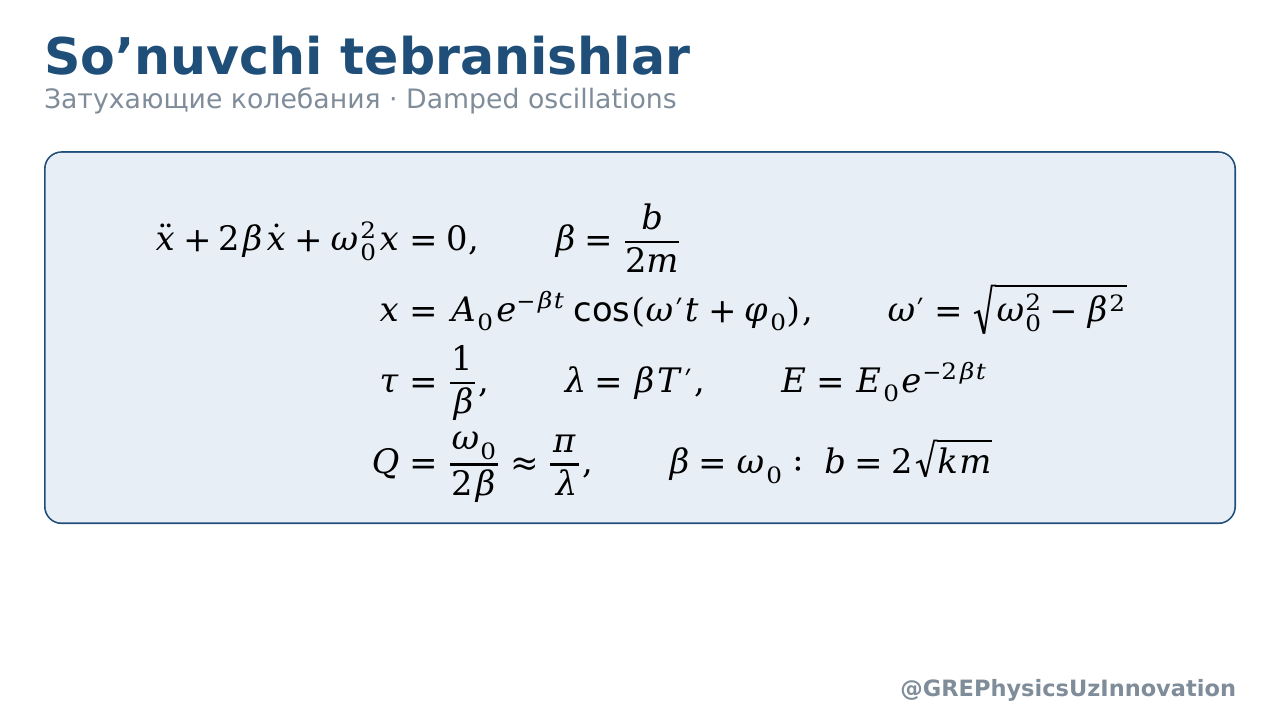 So’nuvchi tebranishlar
Затухающие колебания · Damped oscillations
ẍ + 2βẋ + ω₀²x = 0, β = b/(2m)
x = A₀e^(−βt) cos(ω′t + φ₀), ω′ = √(ω₀² − β²)
τ = 1/β, λ = βT′, E = E₀e^(−2βt)
Q = ω₀/(2β) ≈ π/λ, β = ω₀ : b = 2√(km)
@GREPhysicsUzInnovation